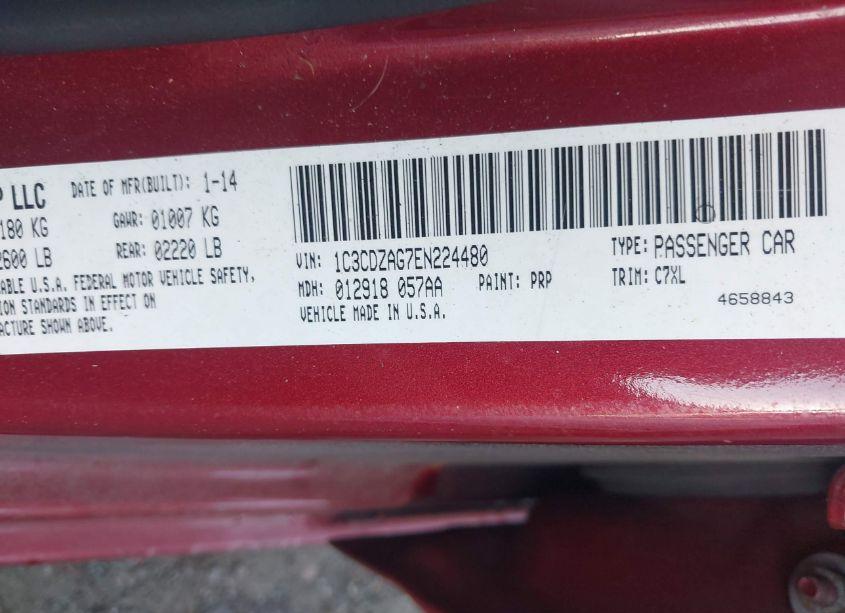 P LLC DATE OF MFR(BUILT): 1-14
180 KG GAWR: 01007 KG
2600 LB REAR: 02220 LB
ABLE U.S.A. FEDERAL MOTOR VEHICLE SAFETY,
ION STANDARDS IN EFFECT ON
ACTURE SHOWN ABOVE.
VIN: 1C3CDZAG7EN224480 TYPE: PASSENGER CAR
MDH: 012918 057AA PAINT: PRP TRIM: C7XL
VEHICLE MADE IN U.S.A. 4658843